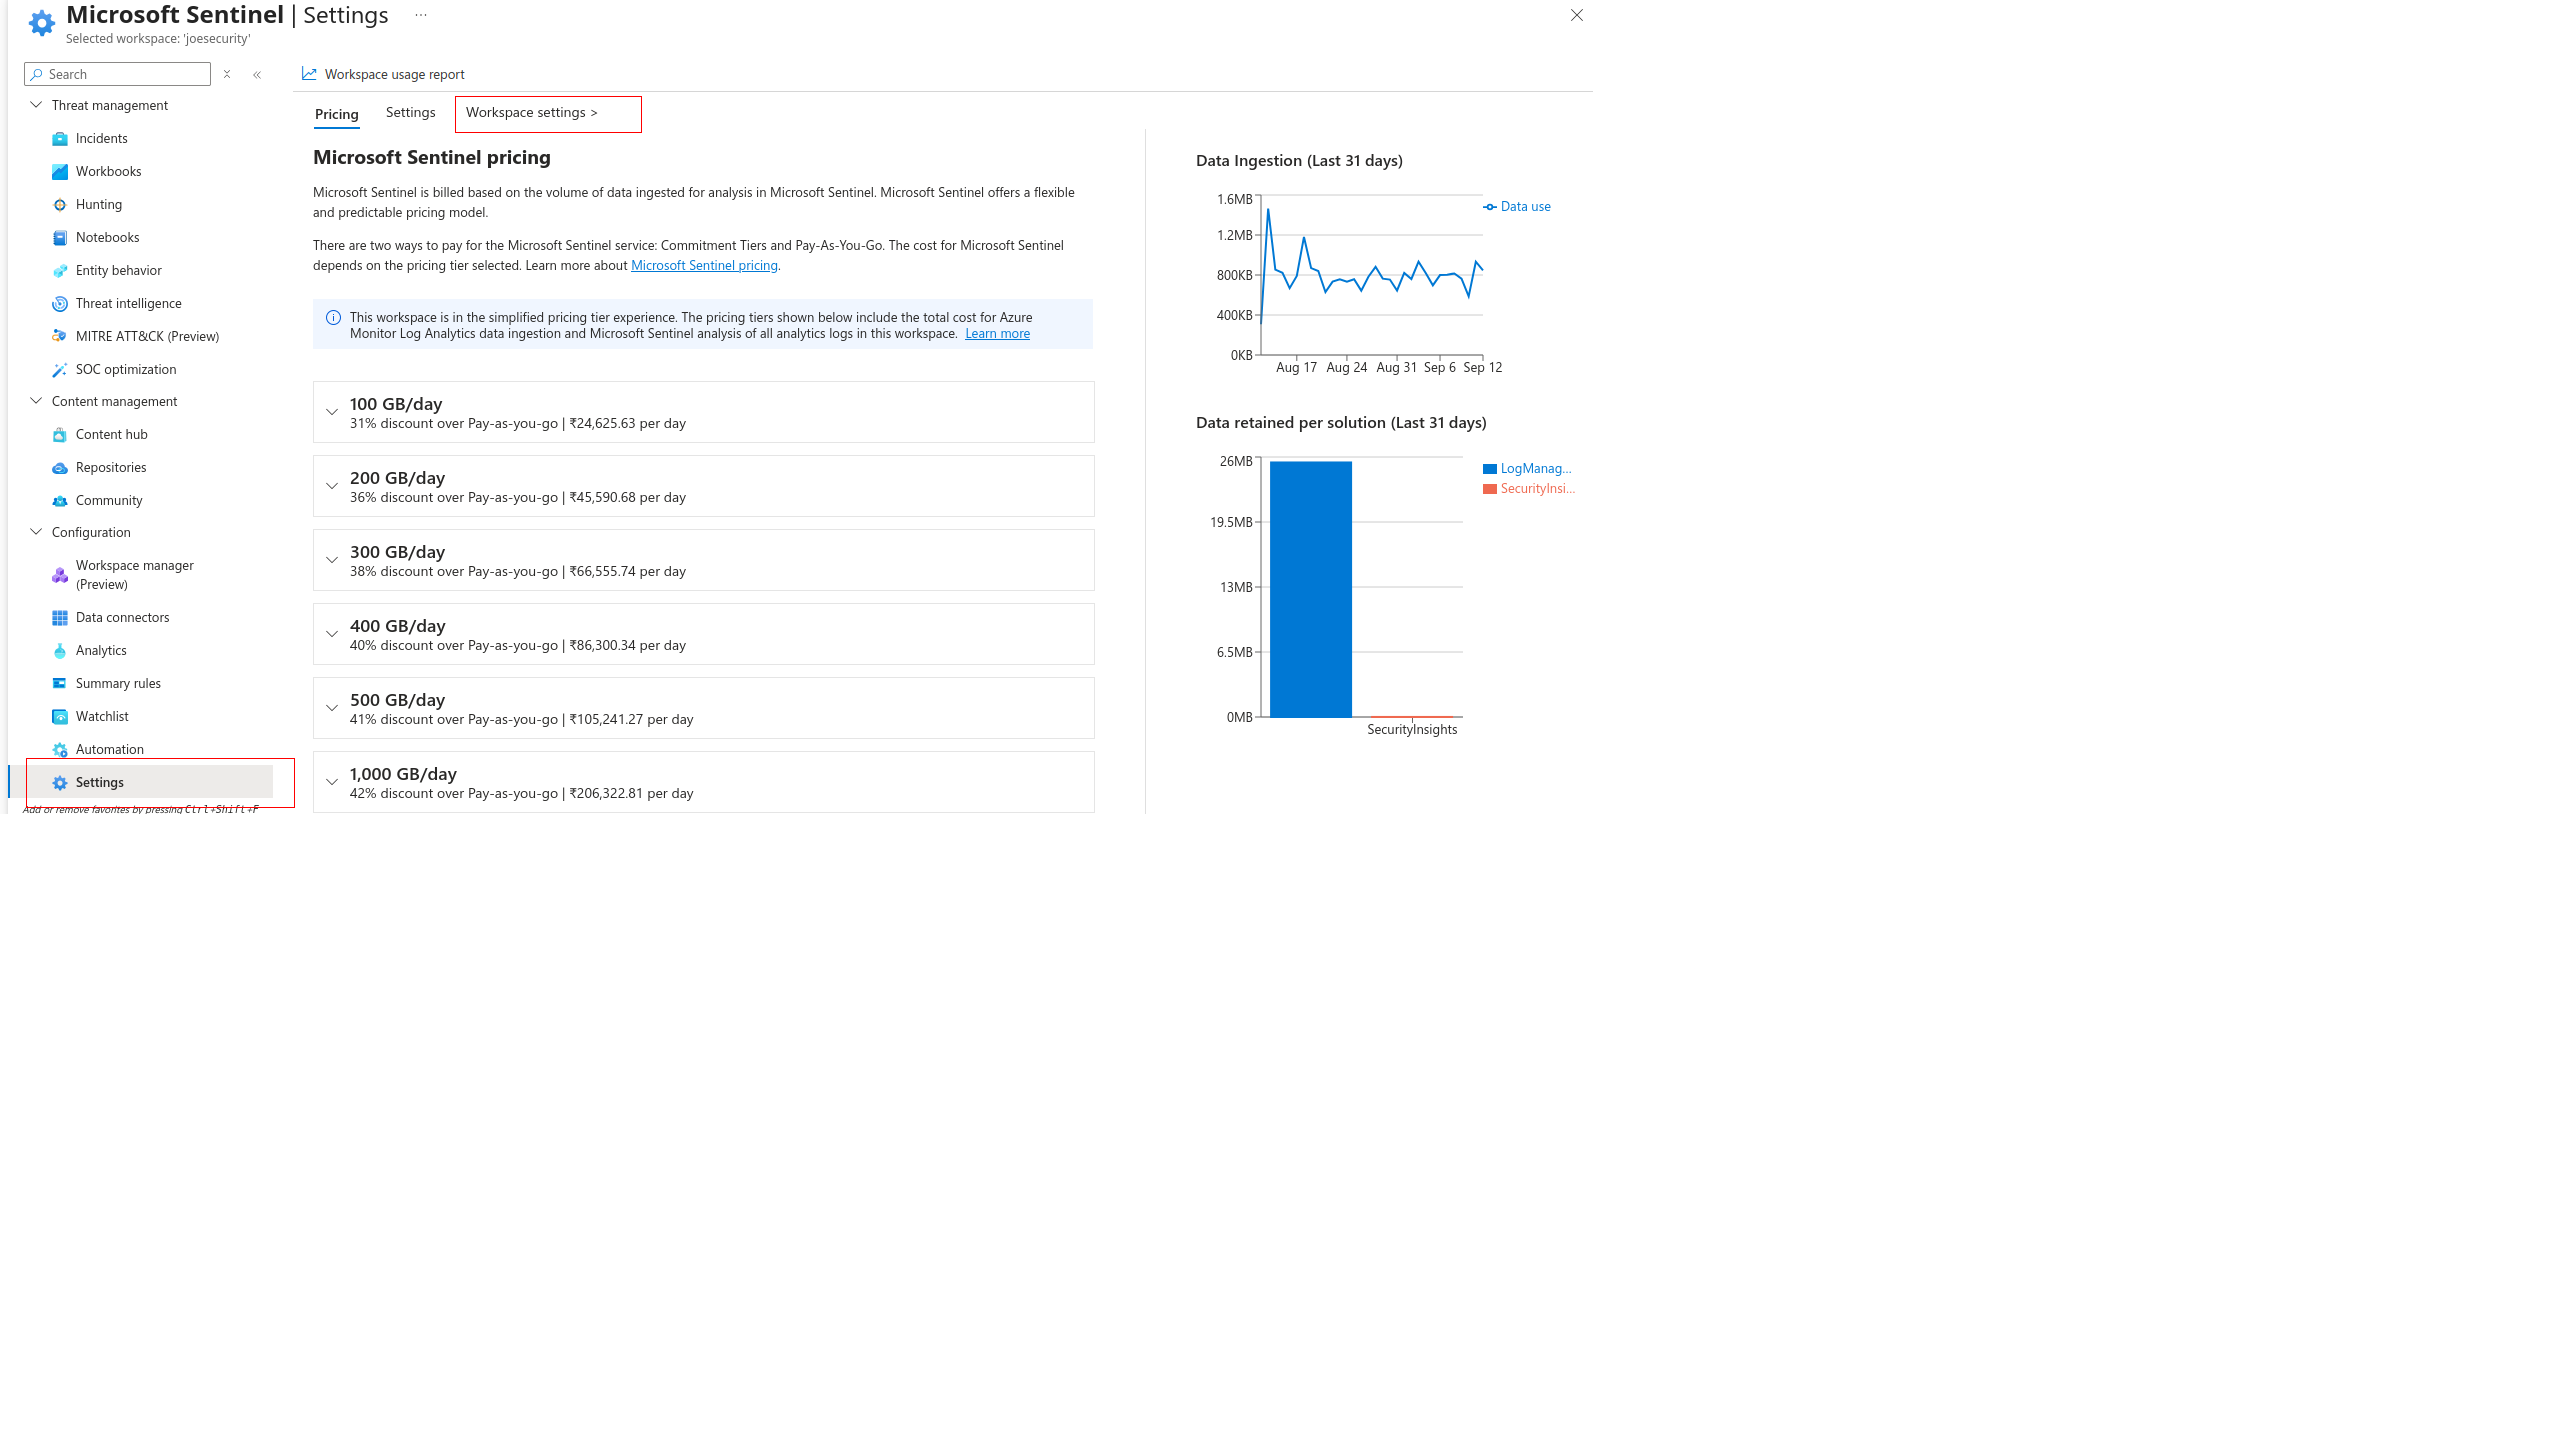 Microsoft Sentinel | Settings ...
Selected workspace: 'joesecurity'
Search
Threat management
Incidents
Workbooks
Hunting
Notebooks
Entity behavior
Threat intelligence
MITRE ATT&CK (Preview)
SOC optimization
Content management
Content hub
Repositories
Community
Configuration
Workspace manager
(Preview)
Data connectors
Analytics
Summary rules
Watchlist
Automation
Settings
Add or remove favorites by pressing Ctrl+Shift+F
Workspace usage report
Pricing Settings Workspace settings >
Microsoft Sentinel pricing
Microsoft Sentinel is billed based on the volume of data ingested for analysis in Microsoft Sentinel. Microsoft Sentinel offers a flexible
and predictable pricing model.
There are two ways to pay for the Microsoft Sentinel service: Commitment Tiers and Pay-As-You-Go. The cost for Microsoft Sentinel
depends on the pricing tier selected. Learn more about Microsoft Sentinel pricing.
This workspace is in the simplified pricing tier experience. The pricing tiers shown below include the total cost for Azure
Monitor Log Analytics data ingestion and Microsoft Sentinel analysis of all analytics logs in this workspace. Learn more
100 GB/day
31% discount over Pay-as-you-go | ₹24,625.63 per day
200 GB/day
36% discount over Pay-as-you-go | ₹45,590.68 per day
300 GB/day
38% discount over Pay-as-you-go | ₹66,555.74 per day
400 GB/day
40% discount over Pay-as-you-go | ₹86,300.34 per day
500 GB/day
41% discount over Pay-as-you-go | ₹105,241.27 per day
1,000 GB/day
42% discount over Pay-as-you-go | ₹206,322.81 per day
Data Ingestion (Last 31 days)
1.6MB
1.2MB
800KB
400KB
0KB
Aug 17 Aug 24 Aug 31 Sep 6 Sep 12
Data use
Data retained per solution (Last 31 days)
26MB
19.5MB
13MB
6.5MB
0MB
SecurityInsights
LogManag...
SecurityInsi...